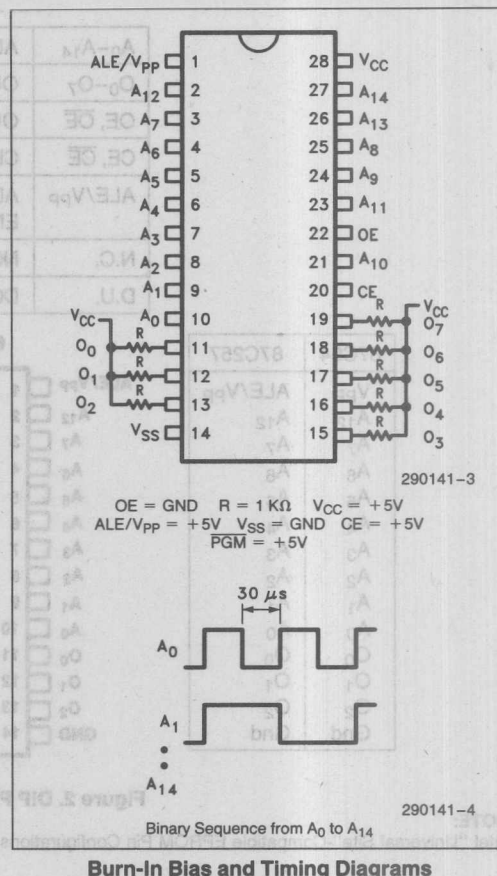 ALE/VPP 1 28 VCC
A12 2 27 A14
A7 3 26 A13
A6 4 25 A8
A5 5 24 A9
A4 6 23 A11
A3 7 22 OE
A2 8 21 A10
A1 9 20 CE
A0 10 19 R VCC O7
VCC
O0 R 11 18 R O6
O1 R 12 17 R O5
O2 R 13 16 R O4
VSS 14 15 R O3
290141-3
OE = GND R = 1 KΩ VCC = +5V
ALE/VPP = +5V VSS = GND CE = +5V
PGM = +5V
30 μs
A0
A1
A14
290141-4
Binary Sequence from A0 to A14
Burn-In Bias and Timing Diagrams